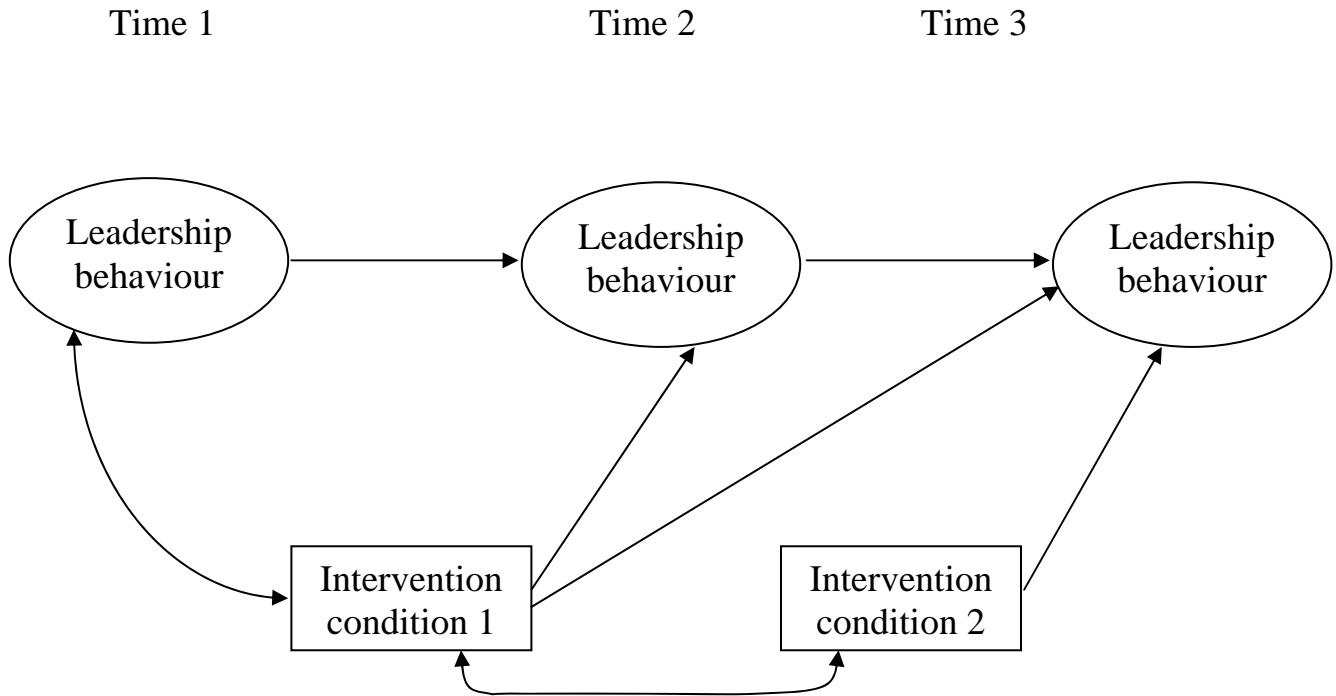 Time 1
Time 2
Time 3
Leadership
behaviour
Leadership
behaviour
Leadership
behaviour
Intervention
condition 1
Intervention
condition 2